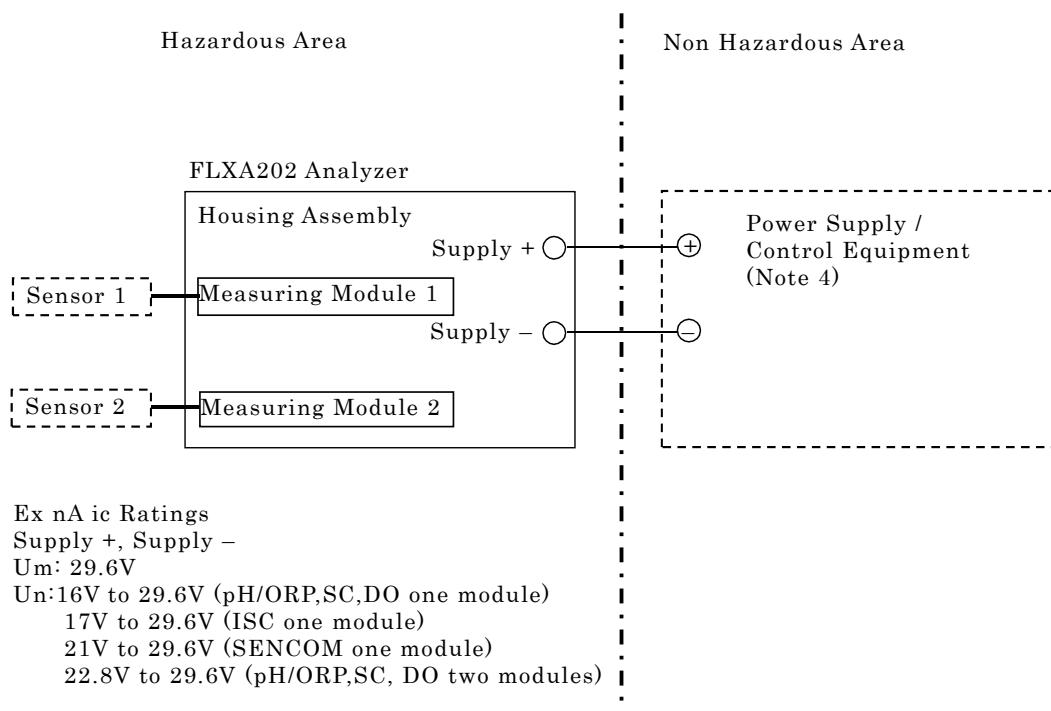 Hazardous Area
Non Hazardous Area
FLXA202 Analyzer
Housing Assembly
Supply +
+
Power Supply /
Control Equipment
(Note 4)
Sensor 1
Measuring Module 1
Supply –
–
Sensor 2
Measuring Module 2
Ex nA ic Ratings
Supply +, Supply –
Um: 29.6V
Un:16V to 29.6V (pH/ORP,SC,DO one module)
17V to 29.6V (ISC one module)
21V to 29.6V (SENCOM one module)
22.8V to 29.6V (pH/ORP,SC, DO two modules)